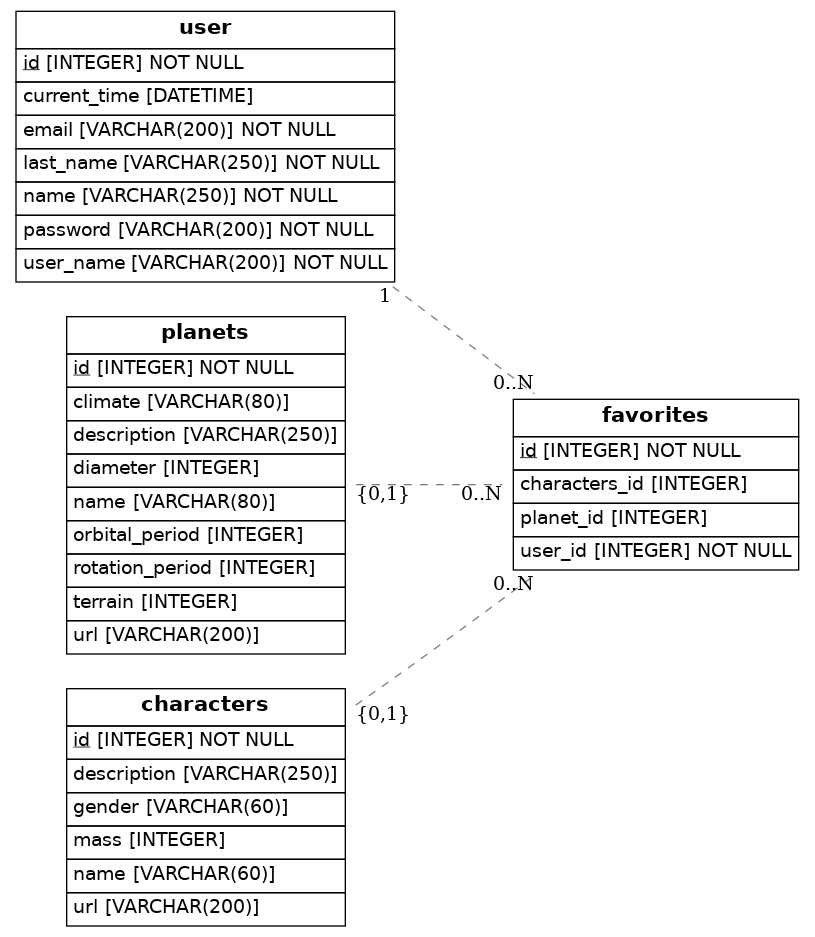 user
id [INTEGER] NOT NULL
current_time [DATETIME]
email [VARCHAR(200)] NOT NULL
last_name [VARCHAR(250)] NOT NULL
name [VARCHAR(250)] NOT NULL
password [VARCHAR(200)] NOT NULL
user_name [VARCHAR(200)] NOT NULL
1
0..N
planets
id [INTEGER] NOT NULL
climate [VARCHAR(80)]
description [VARCHAR(250)]
diameter [INTEGER]
name [VARCHAR(80)]
orbital_period [INTEGER]
rotation_period [INTEGER]
terrain [INTEGER]
url [VARCHAR(200)]
{0,1}
0..N
favorites
id [INTEGER] NOT NULL
characters_id [INTEGER]
planet_id [INTEGER]
user_id [INTEGER] NOT NULL
0..N
{0,1}
characters
id [INTEGER] NOT NULL
description [VARCHAR(250)]
gender [VARCHAR(60)]
mass [INTEGER]
name [VARCHAR(60)]
url [VARCHAR(200)]